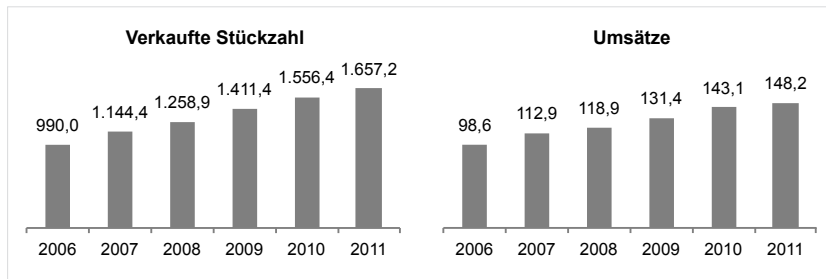 Verkaufte Stückzahl
990,0 1.144,4 1.258,9 1.411,4 1.556,4 1.657,2
2006 2007 2008 2009 2010 2011
Umsätze
98,6 112,9 118,9 131,4 143,1 148,2
2006 2007 2008 2009 2010 2011